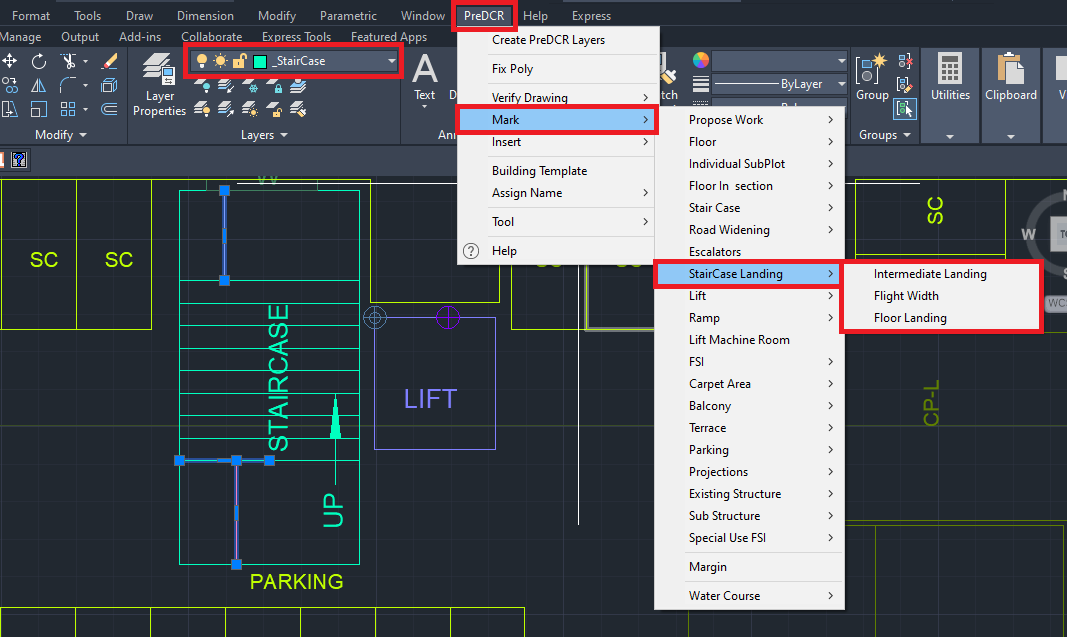 Format Tools Draw Dimension Modify Parametric Window PreDCR Help Express
Manage Output Add-ins Collaborate Express Tools Featured Apps
_StairCase
Layer
Properties
Text
ByLayer
Group
Utilities
Clipboard
Modify
Layers
Groups
Create PreDCR Layers
Fix Poly
Verify Drawing
Mark
Insert
Building Template
Assign Name
Tool
Help
Propose Work
Floor
Individual SubPlot
Floor In section
Stair Case
Road Widening
Escalators
StairCase Landing
Lift
Ramp
Lift Machine Room
FSI
Carpet Area
Balcony
Terrace
Parking
Projections
Existing Structure
Sub Structure
Special Use FSI
Margin
Water Course
Intermediate Landing
Flight Width
Floor Landing
SC
SC
SC
W
STAIRCASE
LIFT
UP
PARKING
CP-L